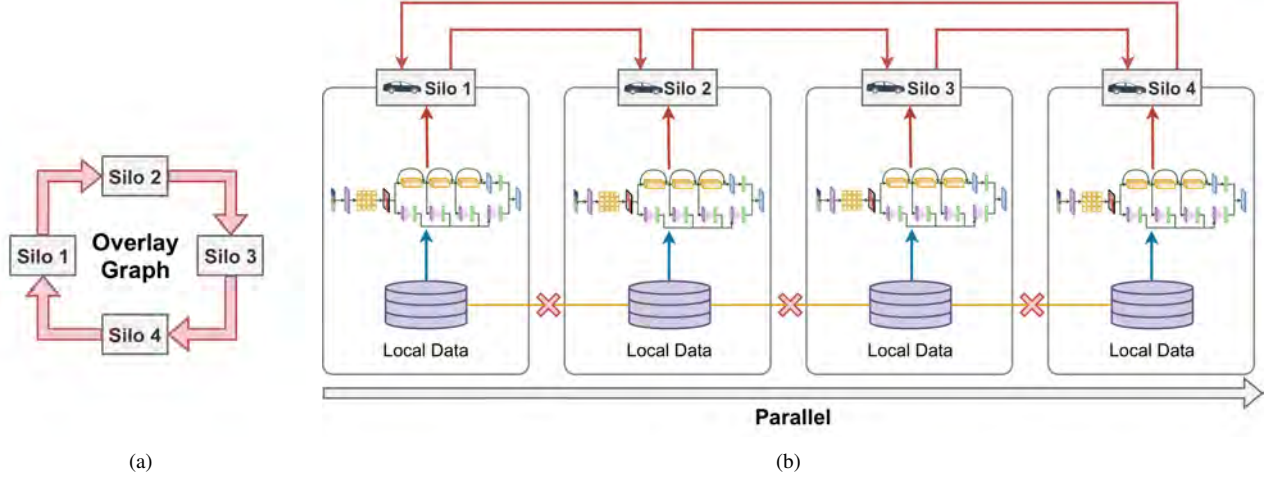 Silo 2
Silo 1
Overlay
Graph
Silo 3
Silo 4
(a)
Silo 1
Silo 2
Silo 3
Silo 4
Local Data
Local Data
Local Data
Local Data
Parallel
(b)